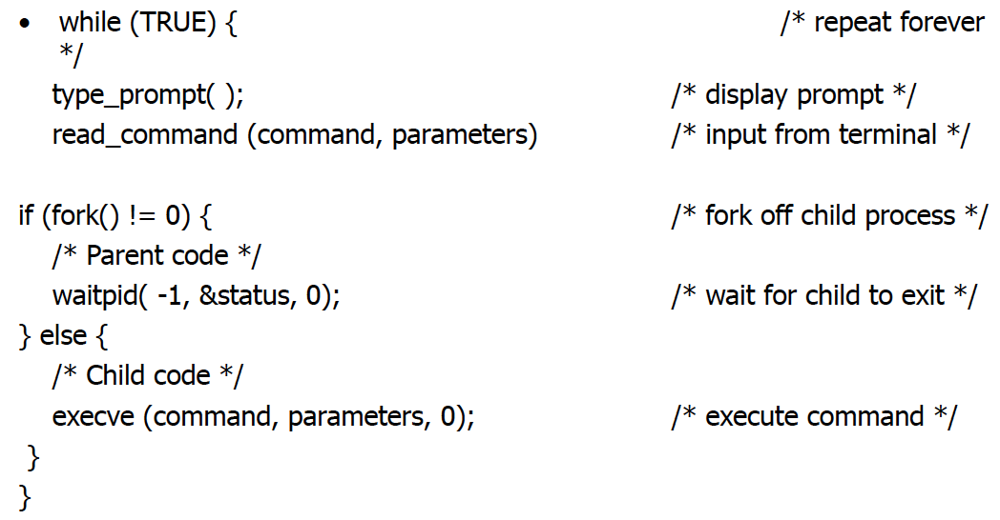 • while (TRUE) { /* repeat forever
*/
type_prompt( ); /* display prompt */
read_command (command, parameters) /* input from terminal */
if (fork() != 0) { /* fork off child process */
/* Parent code */
waitpid( -1, &status, 0); /* wait for child to exit */
} else {
/* Child code */
execve (command, parameters, 0); /* execute command */
}
}